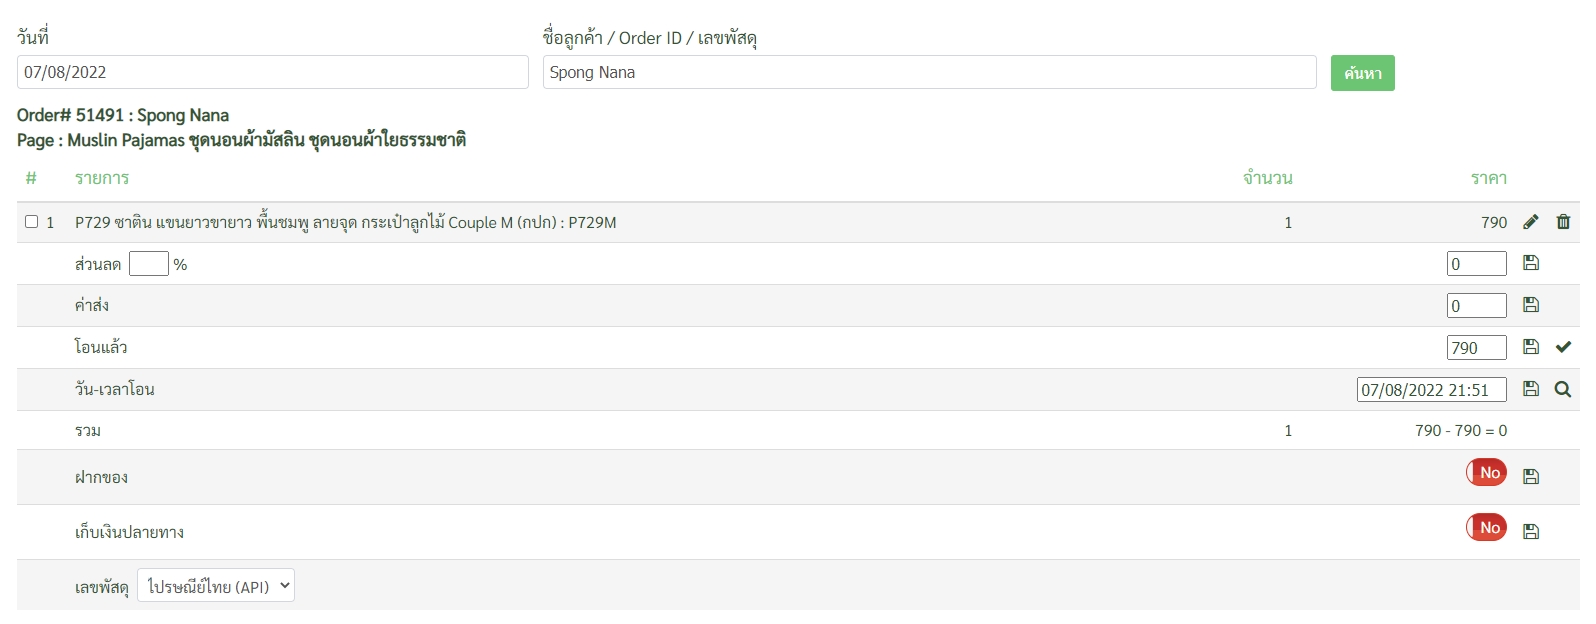 วันที่ ชื่อลูกค้า / Order ID / เลขพัสดุ
07/08/2022 Spong Nana ค้นหา
Order# 51491 : Spong Nana
Page : Muslin Pajamas ชุดนอนผ้ามัสลิน ชุดนอนผ้าใยธรรมชาติ
# รายการ จำนวน ราคา
1 P729 ซาติน แขนยาวขายาว พื้นชมพู ลายจุด กระเป๋าลูกไม้ Couple M (กปก) : P729M 1 790
ส่วนลด % 0
ค่าส่ง 0
โอนแล้ว 790
วัน-เวลาโอน 07/08/2022 21:51
รวม 1 790 - 790 = 0
ฝากของ No
เก็บเงินปลายทาง No
เลขพัสดุ ไปรษณีย์ไทย (API)